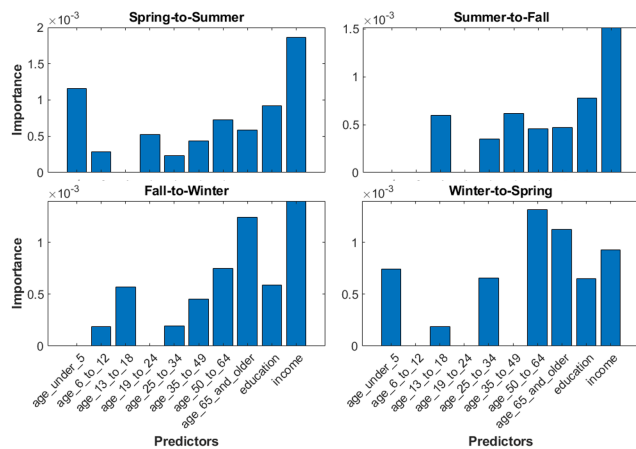 Spring-to-Summer
Summer-to-Fall
×10⁻³
×10⁻³
2
1.5
1
0.5
0
Importance
1.5
1
0.5
0
Fall-to-Winter
Winter-to-Spring
×10⁻³
×10⁻³
1
0.5
0
Importance
1
0.5
0
age_under_5
age_6_to_12
age_13_to_18
age_19_to_24
age_25_to_34
age_35_to_49
age_50_to_64
age_65_and_older
education
income
age_under_5
age_6_to_12
age_13_to_18
age_19_to_24
age_25_to_34
age_35_to_49
age_50_to_64
age_65_and_older
education
income
Predictors
Predictors